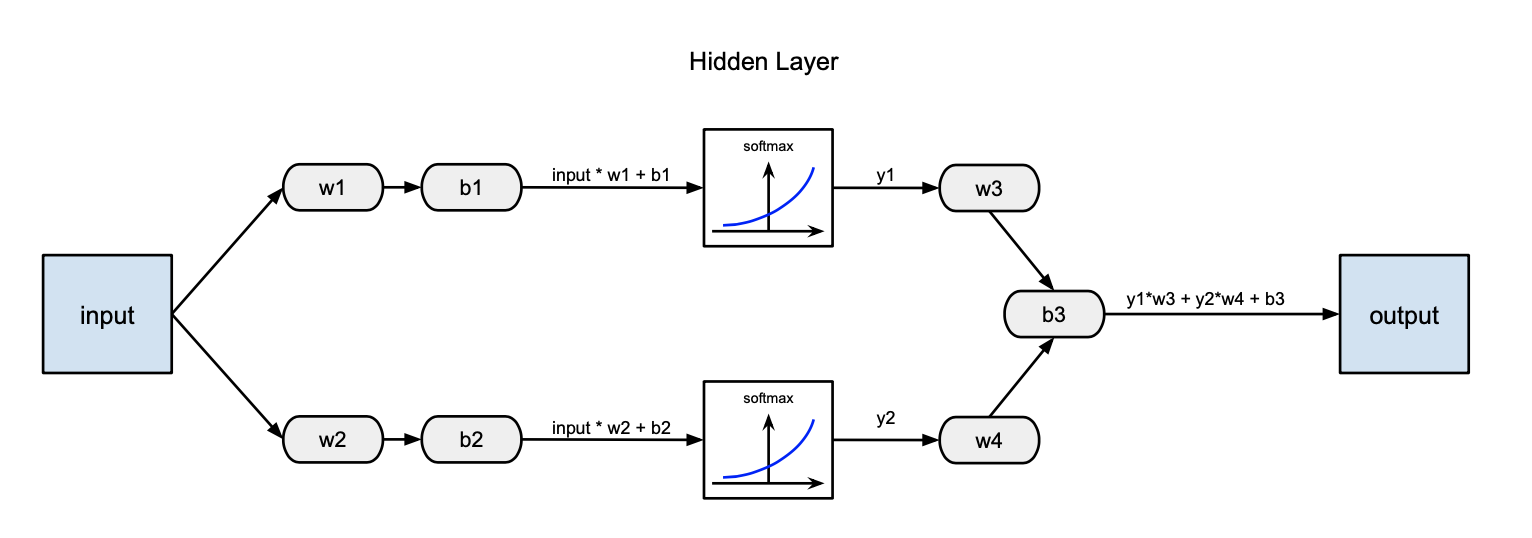 Hidden Layer
softmax
w1
b1
input * w1 + b1
y1
w3
input
b3
y1*w3 + y2*w4 + b3
output
softmax
w2
b2
input * w2 + b2
y2
w4